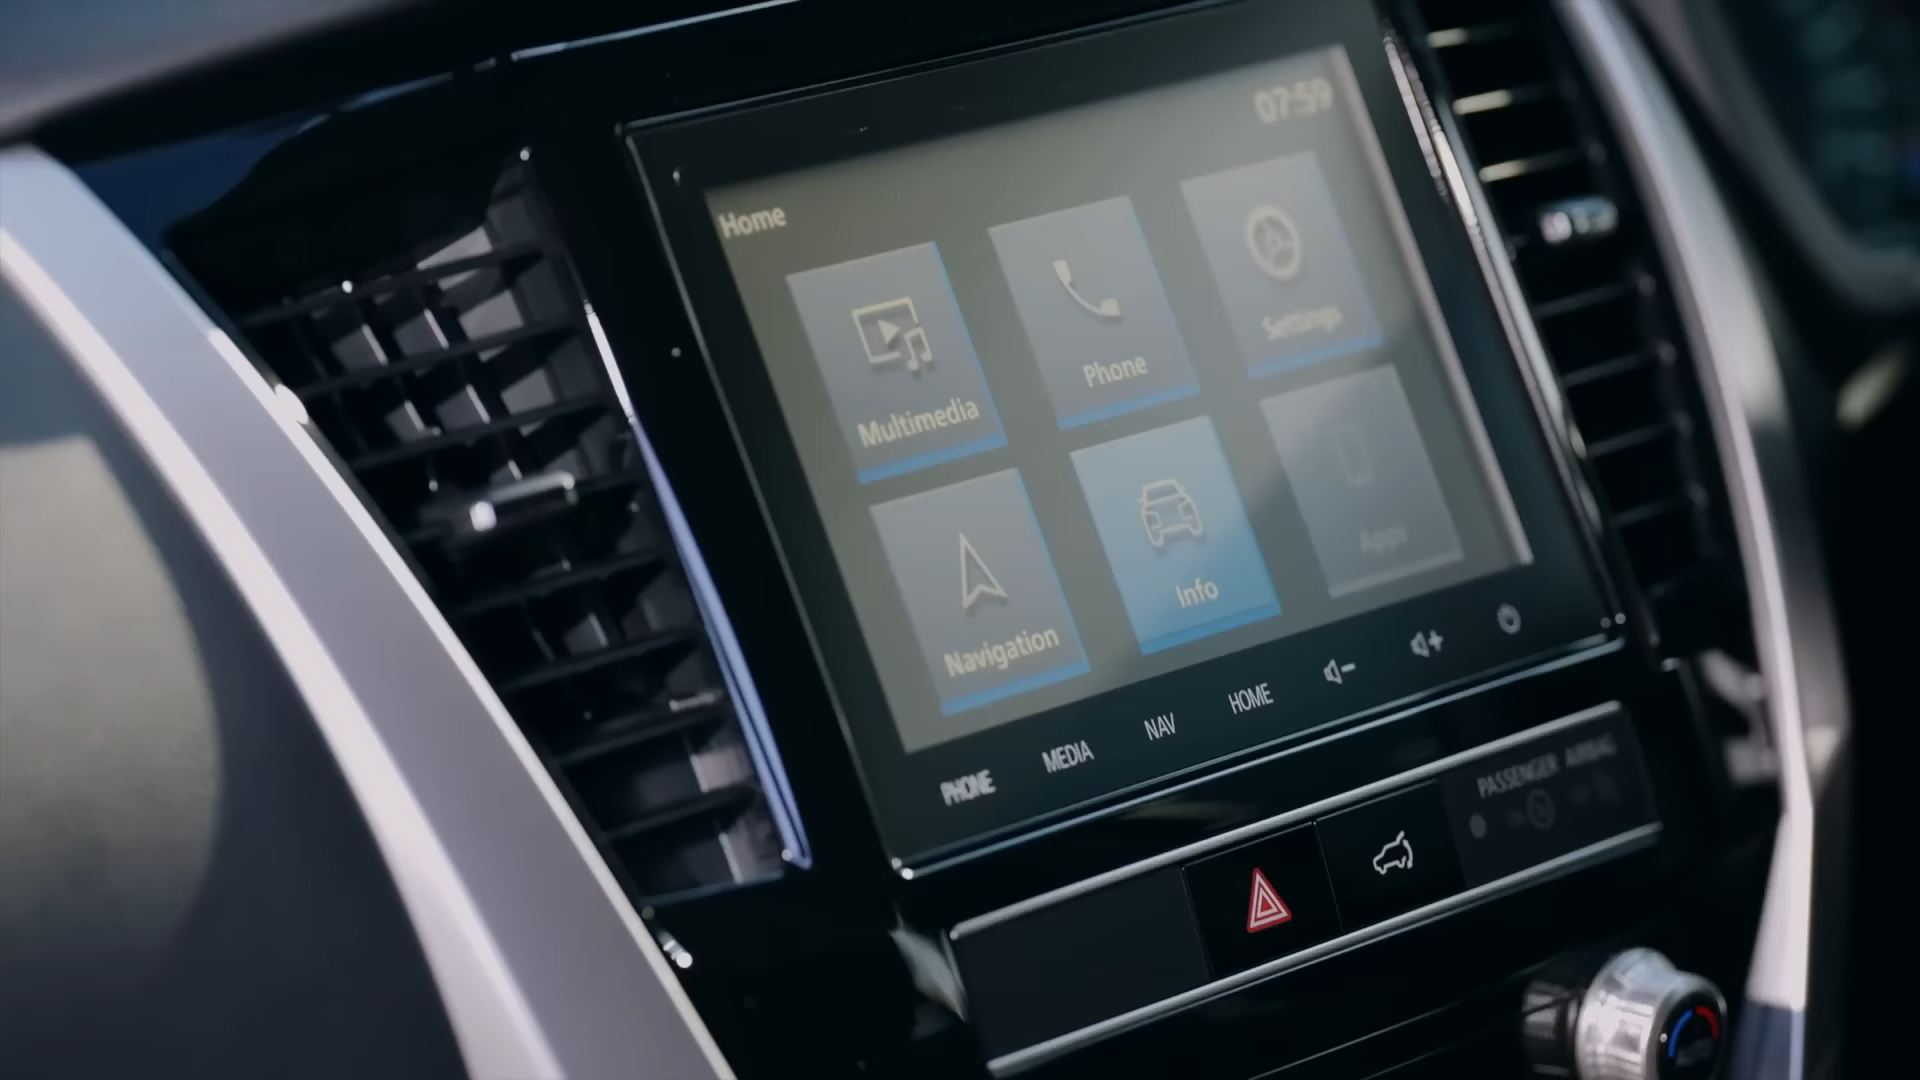 07:59
Home
Multimedia
Phone
Settings
Navigation
Info
Apps
PHONE MEDIA NAV HOME
PASSENGER AIRBAG